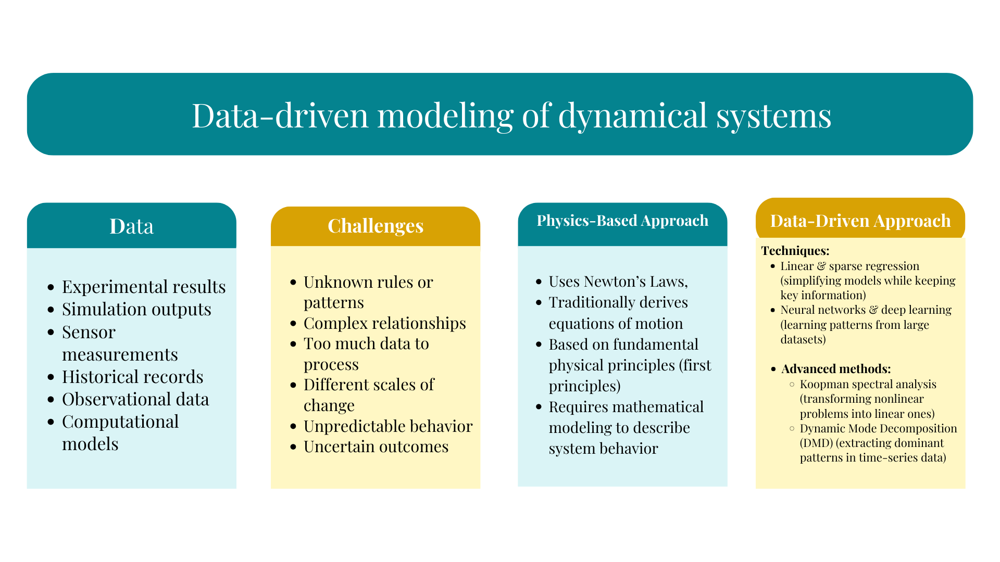 Data-driven modeling of dynamical systems
Data
• Experimental results
• Simulation outputs
• Sensor
measurements
• Historical records
• Observational data
• Computational
models
Challenges
• Unknown rules or
patterns
• Complex relationships
• Too much data to
process
• Different scales of
change
• Unpredictable behavior
• Uncertain outcomes
Physics-Based Approach
• Uses Newton’s Laws,
• Traditionally derives
equations of motion
• Based on fundamental
physical principles (first
principles)
• Requires mathematical
modeling to describe
system behavior
Data-Driven Approach
Techniques:
• Linear & sparse regression
(simplifying models while keeping
key information)
• Neural networks & deep learning
(learning patterns from large
datasets)
• Advanced methods:
◦ Koopman spectral analysis
(transforming nonlinear
problems into linear ones)
◦ Dynamic Mode Decomposition
(DMD) (extracting dominant
patterns in time-series data)